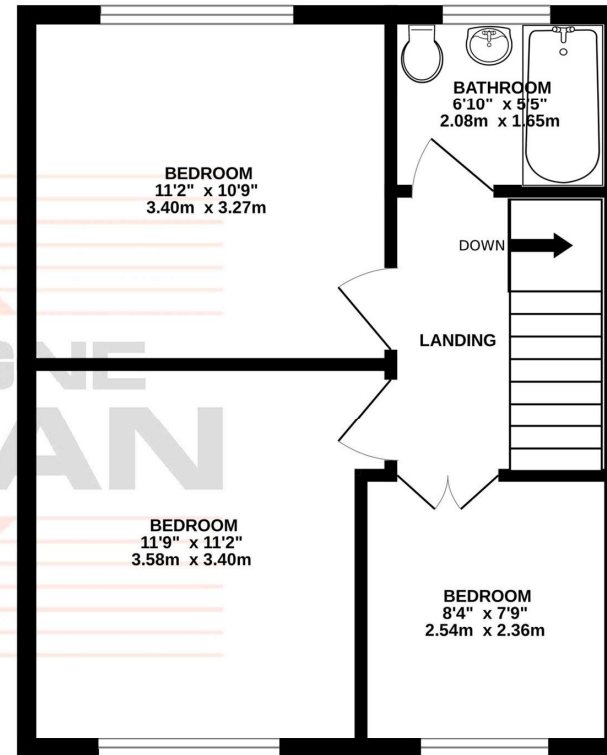 BEDROOM
11'2" x 10'9"
3.40m x 3.27m
BATHROOM
6'10" x 5'5"
2.08m x 1.65m
DOWN
LANDING
BEDROOM
11'9" x 11'2"
3.58m x 3.40m
BEDROOM
8'4" x 7'9"
2.54m x 2.36m